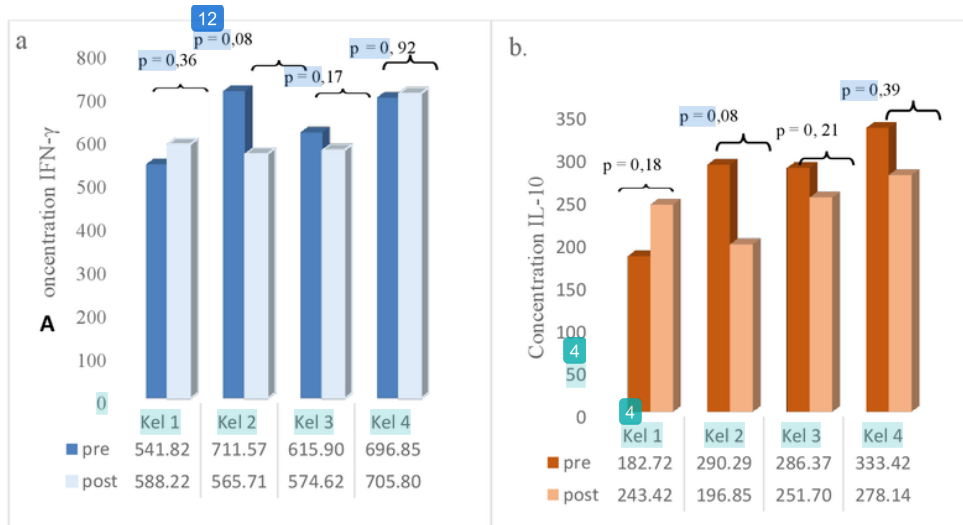 a
12
p = 0,08
p = 0,36
p = 0,17
p = 0, 92
800
700
600
500
400
300
200
100
0
oncentration IFN-γ
A
Kel 1 Kel 2 Kel 3 Kel 4
pre 541.82 711.57 615.90 696.85
post 588.22 565.71 574.62 705.80
b.
p = 0,39
p = 0,08
p = 0, 21
p = 0,18
350
300
250
200
150
100
50
0
Concentration IL-10
4
4
Kel 1 Kel 2 Kel 3 Kel 4
pre 182.72 290.29 286.37 333.42
post 243.42 196.85 251.70 278.14